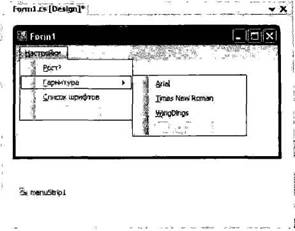 Form1.cs [Design]*
Form1
Настройки
Рост?
Гарнитура
Arial
Times New Roman
WingDings
Список шрифтов
menuStrip1